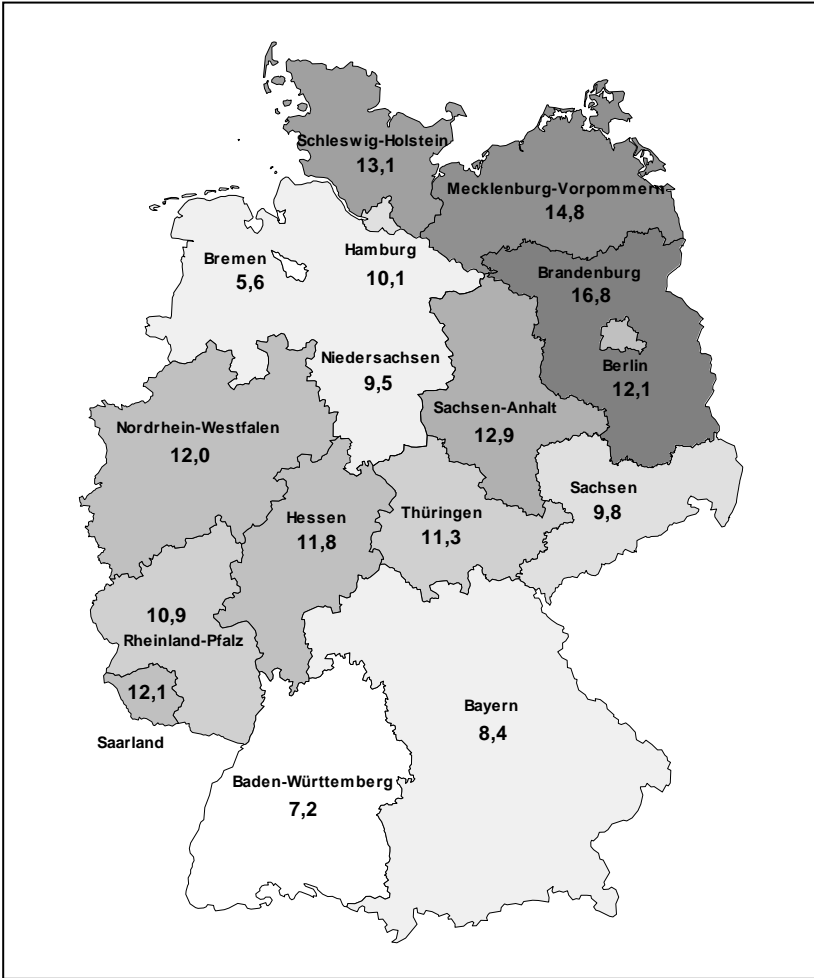 Schleswig-Holstein
13,1
Mecklenburg-Vorpommern
14,8
Hamburg
10,1
Bremen
5,6
Brandenburg
16,8
Niedersachsen
9,5
Berlin
12,1
Sachsen-Anhalt
12,9
Nordrhein-Westfalen
12,0
Sachsen
9,8
Hessen
11,8
Thüringen
11,3
10,9
Rheinland-Pfalz
12,1
Saarland
Bayern
8,4
Baden-Württemberg
7,2